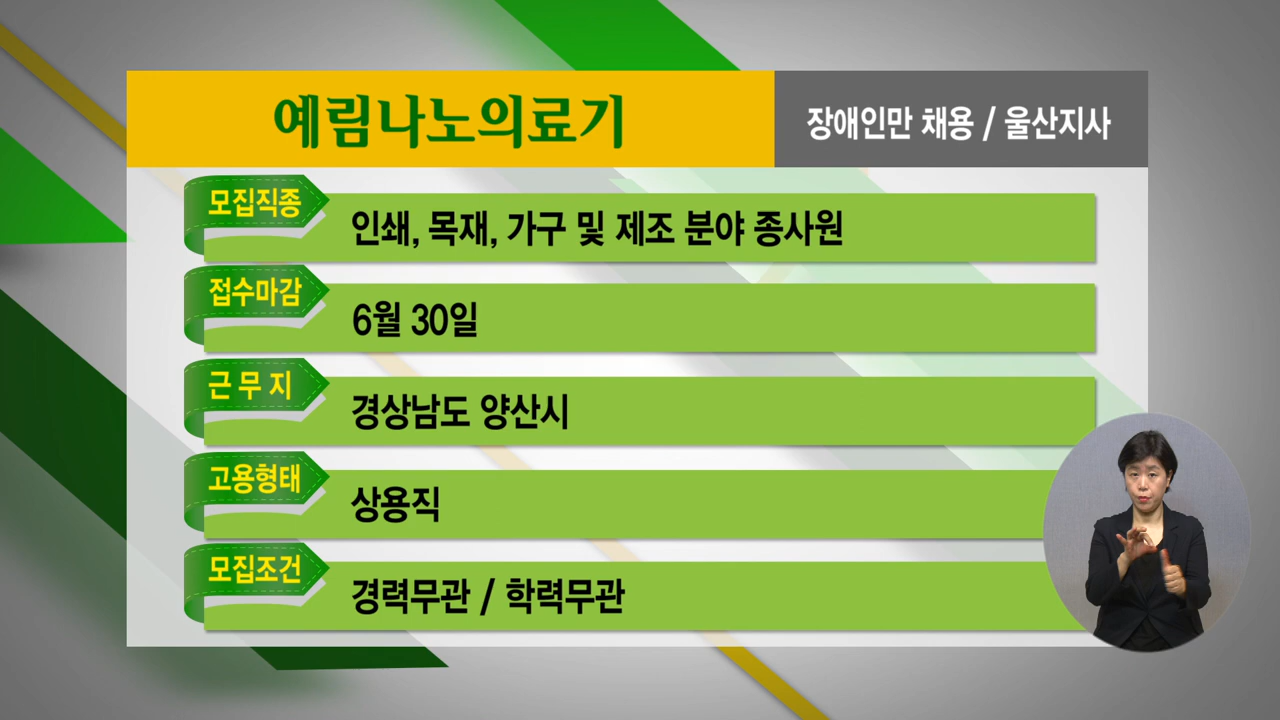 예림나노의료기
장애인만 채용 / 울산지사
모집직종
인쇄, 목재, 가구 및 제조 분야 종사원
접수마감
6월 30일
근 무 지
경상남도 양산시
고용형태
상용직
모집조건
경력무관 / 학력무관